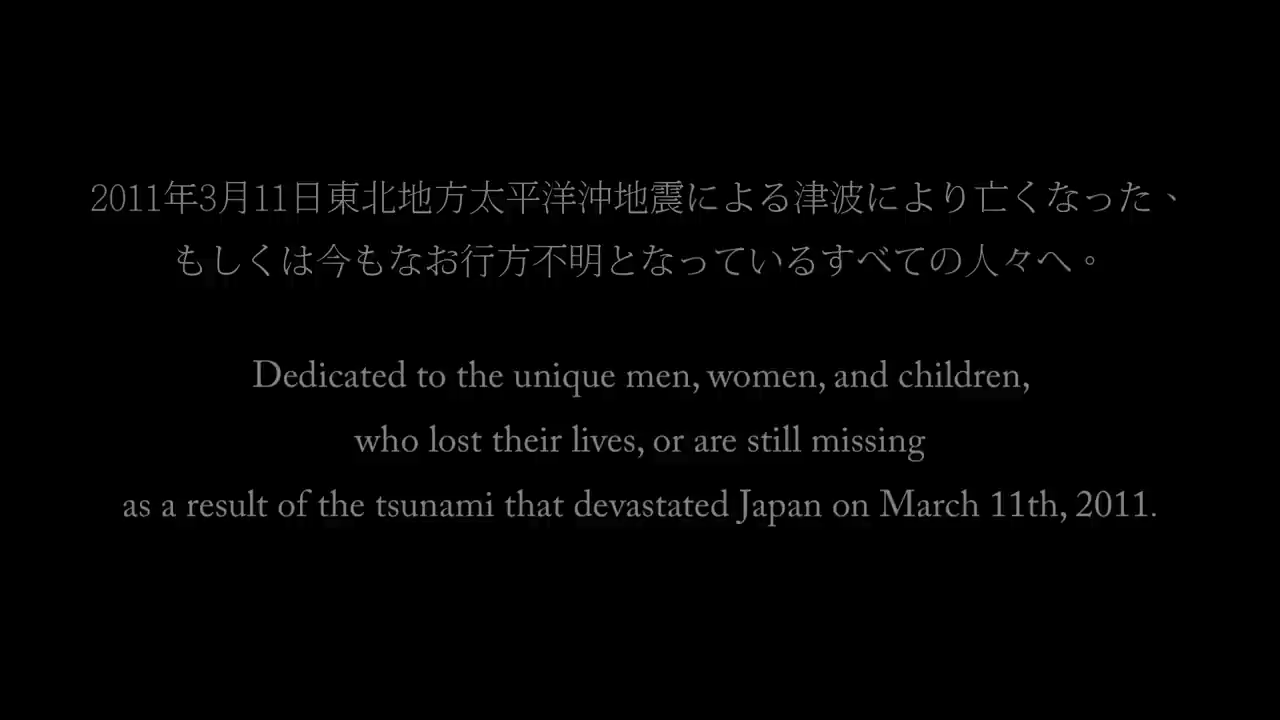 2011年3月11日東北地方太平洋沖地震による津波により亡くなった、
もしくは今もなお行方不明となっているすべての人々へ。
Dedicated to the unique men, women, and children,
who lost their lives, or are still missing
as a result of the tsunami that devastated Japan on March 11th, 2011.